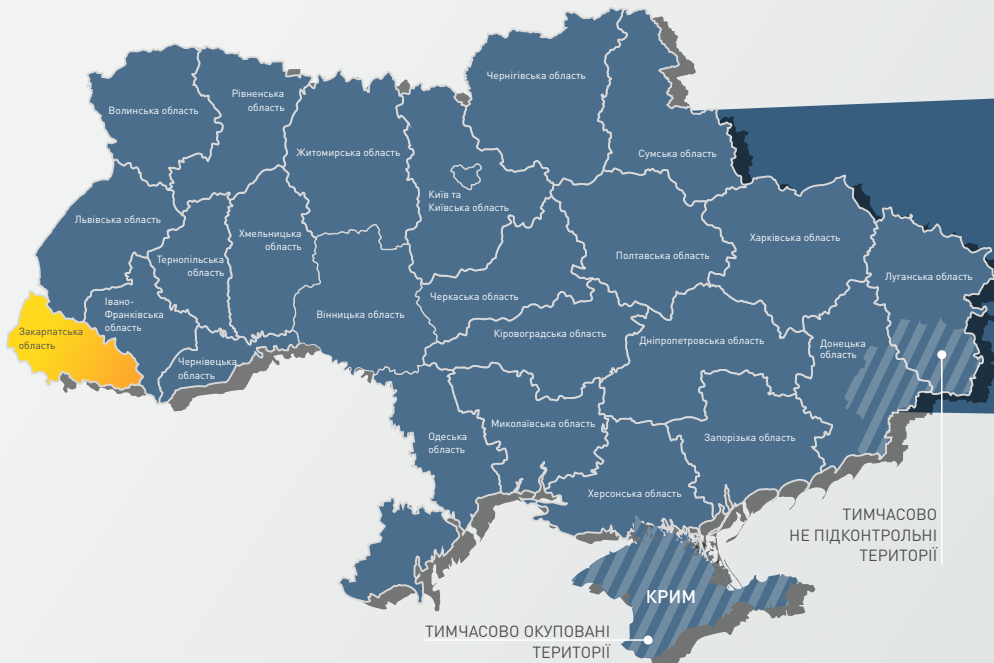 Чернігівська область
Рівненська
область
Волинська область
Житомирська область
Сумська область
Київ та
Київська область
Львівська область
Хмельницька
область
Харківська область
Тернопільська
область
Полтавська область
Луганська область
Івано-
Франківська
область
Черкаська область
Вінницька область
Закарпатська
область
Кіровоградська область
Дніпропетровська область
Донецька
область
Чернівецька
область
Одеська
область
Миколаївська область
Запорізька область
Херсонська область
ТИМЧАСОВО
НЕ ПІДКОНТРОЛЬНІ
ТЕРИТОРІЇ
КРИМ
ТИМЧАСОВО ОКУПОВАНІ
ТЕРИТОРІЇ